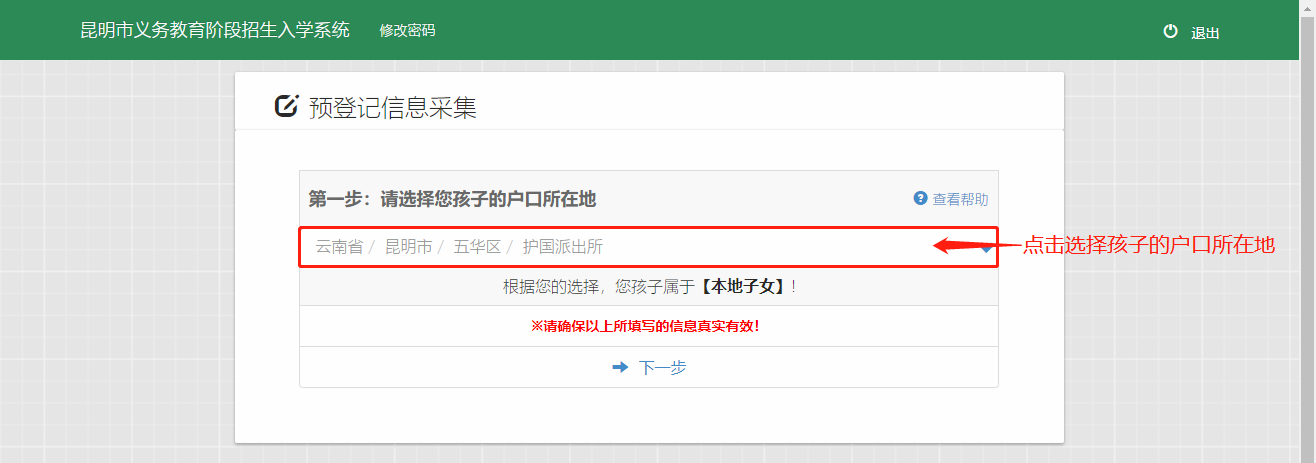 昆明市义务教育阶段招生入学系统 修改密码 退出
预登记信息采集
第一步：请选择您孩子的户口所在地 查看帮助
云南省 / 昆明市 / 五华区 / 护国派出所 点击选择孩子的户口所在地
根据您的选择，您孩子属于【本地子女】！
※请确保以上所填写的信息真实有效！
下一步